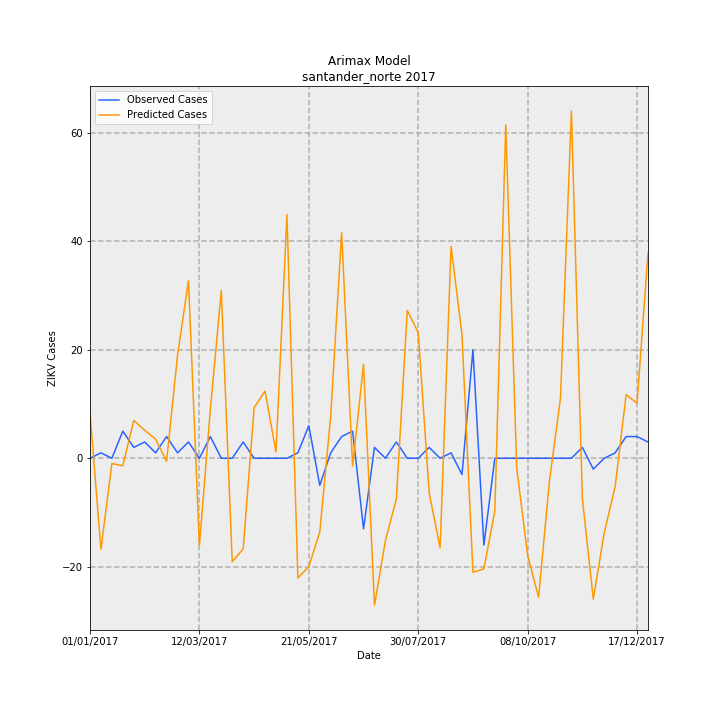 Arimax Model
santander_norte 2017
Observed Cases
Predicted Cases
60
40
20
0
−20
ZIKV Cases
01/01/2017
12/03/2017
21/05/2017
30/07/2017
08/10/2017
17/12/2017
Date